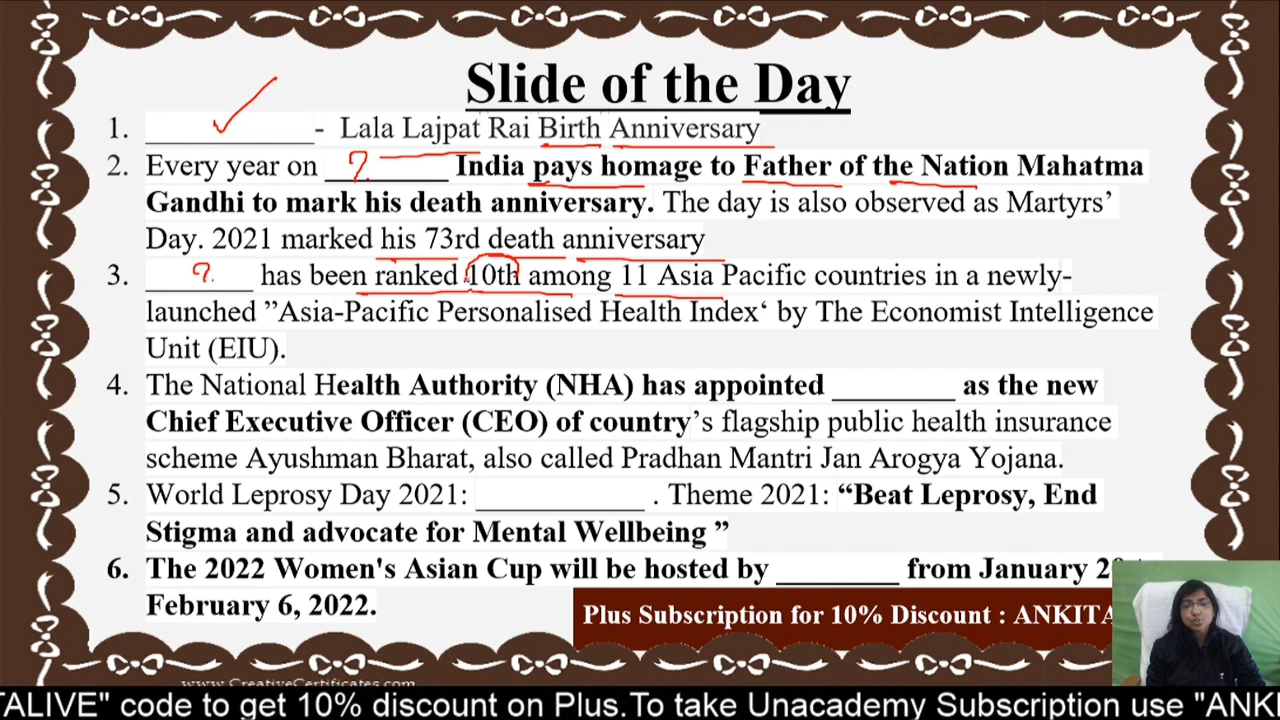 Slide of the Day
1. ____________ - Lala Lajpat Rai Birth Anniversary
2. Every year on ____?____ India pays homage to Father of the Nation Mahatma
Gandhi to mark his death anniversary. The day is also observed as Martyrs’
Day. 2021 marked his 73rd death anniversary
3. ____?____ has been ranked 10th among 11 Asia Pacific countries in a newly-
launched ”Asia-Pacific Personalised Health Index‘ by The Economist Intelligence
Unit (EIU).
4. The National Health Authority (NHA) has appointed _________ as the new
Chief Executive Officer (CEO) of country’s flagship public health insurance
scheme Ayushman Bharat, also called Pradhan Mantri Jan Arogya Yojana.
5. World Leprosy Day 2021: ____________ . Theme 2021: “Beat Leprosy, End
Stigma and advocate for Mental Wellbeing ”
6. The 2022 Women's Asian Cup will be hosted by _________ from January
February 6, 2022.
Plus Subscription for 10% Discount : ANKITA
www.CreativeCertificates.com
TALIVE" code to get 10% discount on Plus.To take Unacademy Subscription use "ANKI